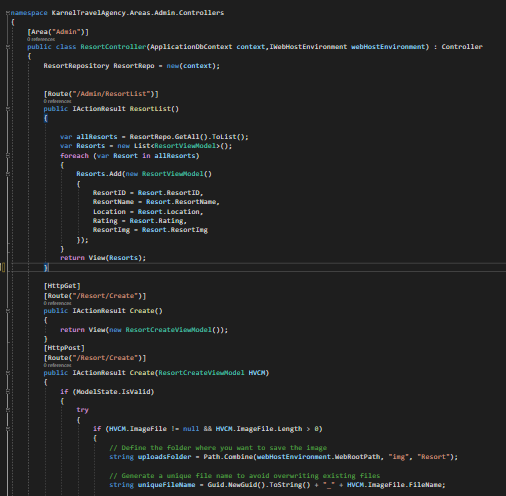 namespace KarnelTravelAgency.Areas.Admin.Controllers
{
[Area("Admin")]
0 references
public class ResortController(ApplicationDbContext context,IWebHostEnvironment webHostEnvironment) : Controller
{
ResortRepository ResortRepo = new(context);
[Route("/Admin/ResortList")]
0 references
public IActionResult ResortList()
{
var allResorts = ResortRepo.GetAll().ToList();
var Resorts = new List<ResortViewModel>();
foreach (var Resort in allResorts)
{
Resorts.Add(new ResortViewModel()
{
ResortID = Resort.ResortID,
ResortName = Resort.ResortName,
Location = Resort.Location,
Rating = Resort.Rating,
ResortImg = Resort.ResortImg
});
}
return View(Resorts);
}
[HttpGet]
[Route("/Resort/Create")]
0 references
public IActionResult Create()
{
return View(new ResortCreateViewModel());
}
[HttpPost]
[Route("/Resort/Create")]
0 references
public IActionResult Create(ResortCreateViewModel HVCM)
{
if (ModelState.IsValid)
{
try
{
if (HVCM.ImageFile != null && HVCM.ImageFile.Length > 0)
{
// Define the folder where you want to save the image
string uploadsFolder = Path.Combine(webHostEnvironment.WebRootPath, "img", "Resort");
// Generate a unique file name to avoid overwriting existing files
string uniqueFileName = Guid.NewGuid().ToString() + "_" + HVCM.ImageFile.FileName;